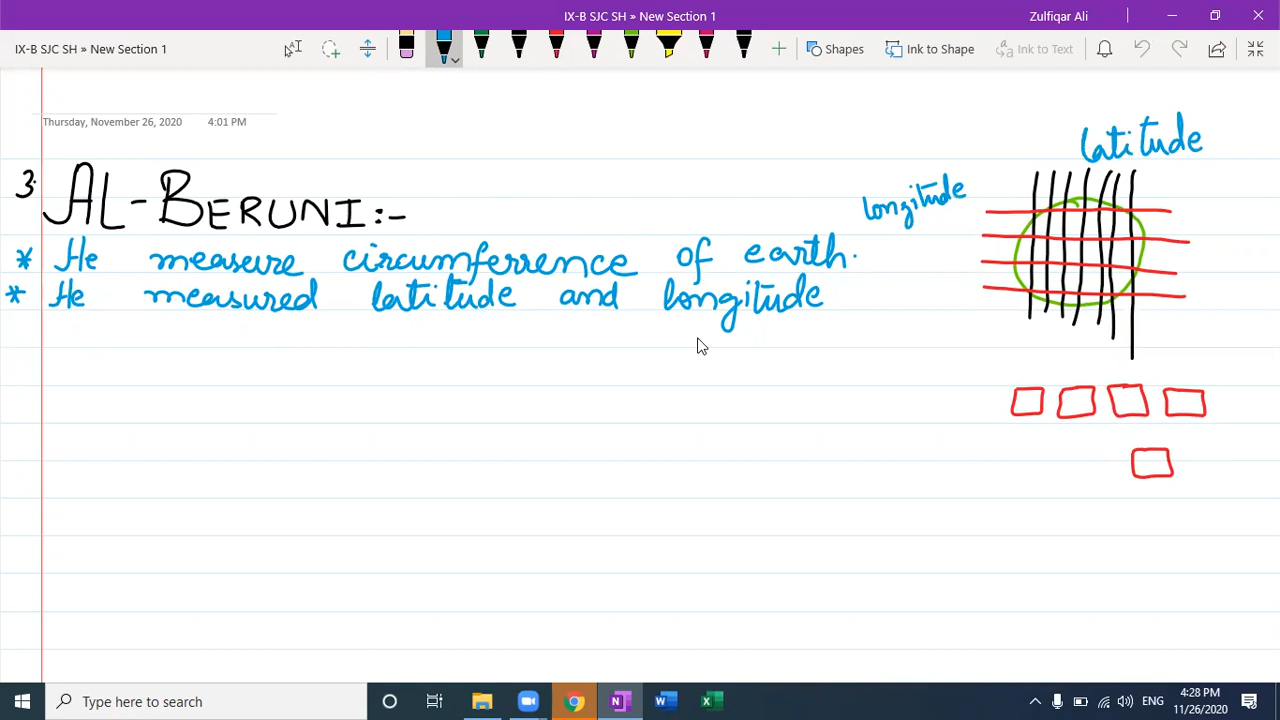 IX-B SJC SH » New Section 1
Zulfiqar Ali
IX-B SJC SH » New Section 1
Shapes
Ink to Shape
Ink to Text
Thursday, November 26, 2020 4:01 PM
latitude
longitude
3. AL-BERUNI:-
* He measure circumferrence of earth.
* He measured latitude and longitude
Type here to search
ENG
4:28 PM
11/26/2020